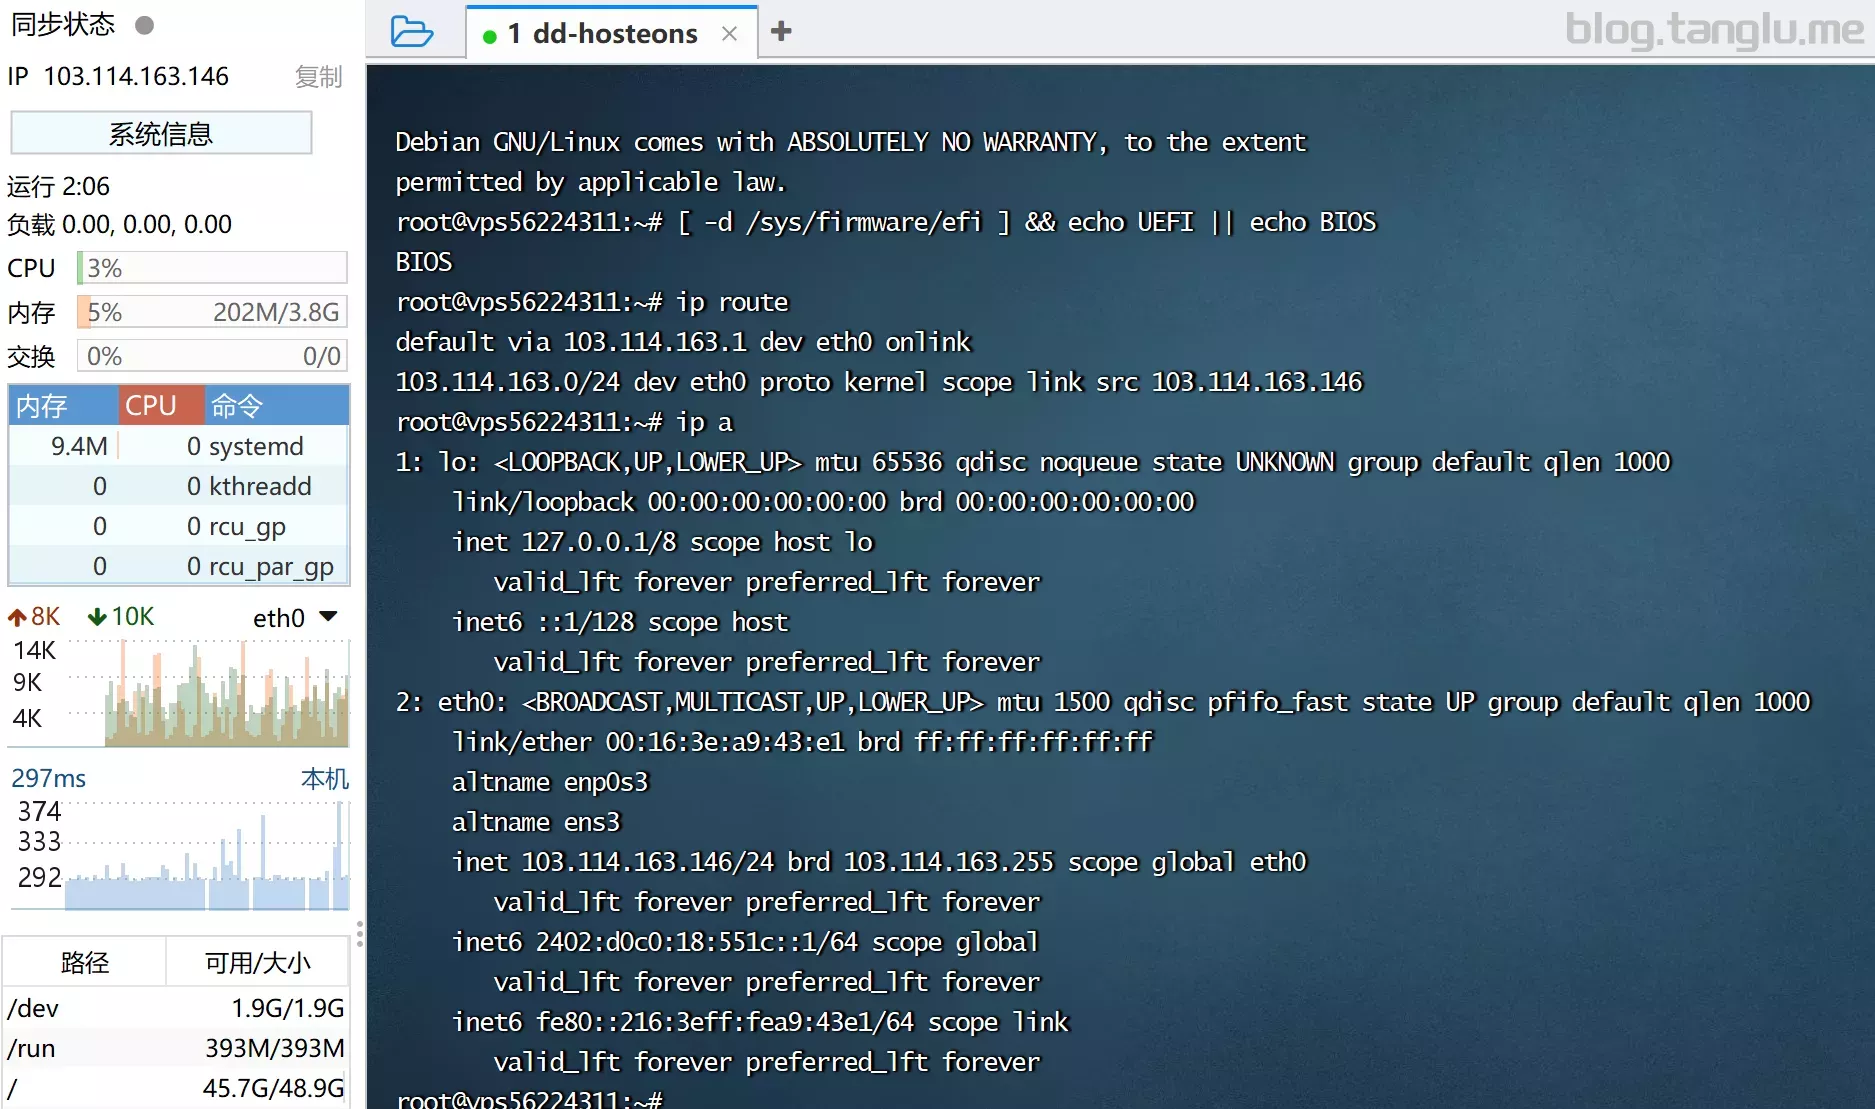 同步状态
IP 103.114.163.146 复制
系统信息
运行 2:06
负载 0.00, 0.00, 0.00
CPU 3%
内存 5% 202M/3.8G
交换 0% 0/0
内存 CPU 命令
9.4M 0 systemd
0 0 kthreadd
0 0 rcu_gp
0 0 rcu_par_gp
8K 10K eth0
14K
9K
4K
297ms 本机
374
333
292
路径 可用/大小
/dev 1.9G/1.9G
/run 393M/393M
/ 45.7G/48.9G
1 dd-hosteons
blog.tanglu.me
Debian GNU/Linux comes with ABSOLUTELY NO WARRANTY, to the extent
permitted by applicable law.
root@vps56224311:~# [ -d /sys/firmware/efi ] && echo UEFI || echo BIOS
BIOS
root@vps56224311:~# ip route
default via 103.114.163.1 dev eth0 onlink
103.114.163.0/24 dev eth0 proto kernel scope link src 103.114.163.146
root@vps56224311:~# ip a
1: lo: <LOOPBACK,UP,LOWER_UP> mtu 65536 qdisc noqueue state UNKNOWN group default qlen 1000
link/loopback 00:00:00:00:00:00 brd 00:00:00:00:00:00
inet 127.0.0.1/8 scope host lo
valid_lft forever preferred_lft forever
inet6 ::1/128 scope host
valid_lft forever preferred_lft forever
2: eth0: <BROADCAST,MULTICAST,UP,LOWER_UP> mtu 1500 qdisc pfifo_fast state UP group default qlen 1000
link/ether 00:16:3e:a9:43:e1 brd ff:ff:ff:ff:ff:ff
altname enp0s3
altname ens3
inet 103.114.163.146/24 brd 103.114.163.255 scope global eth0
valid_lft forever preferred_lft forever
inet6 2402:d0c0:18:551c::1/64 scope global
valid_lft forever preferred_lft forever
inet6 fe80::216:3eff:fea9:43e1/64 scope link
valid_lft forever preferred_lft forever
root@vps56224311:~#